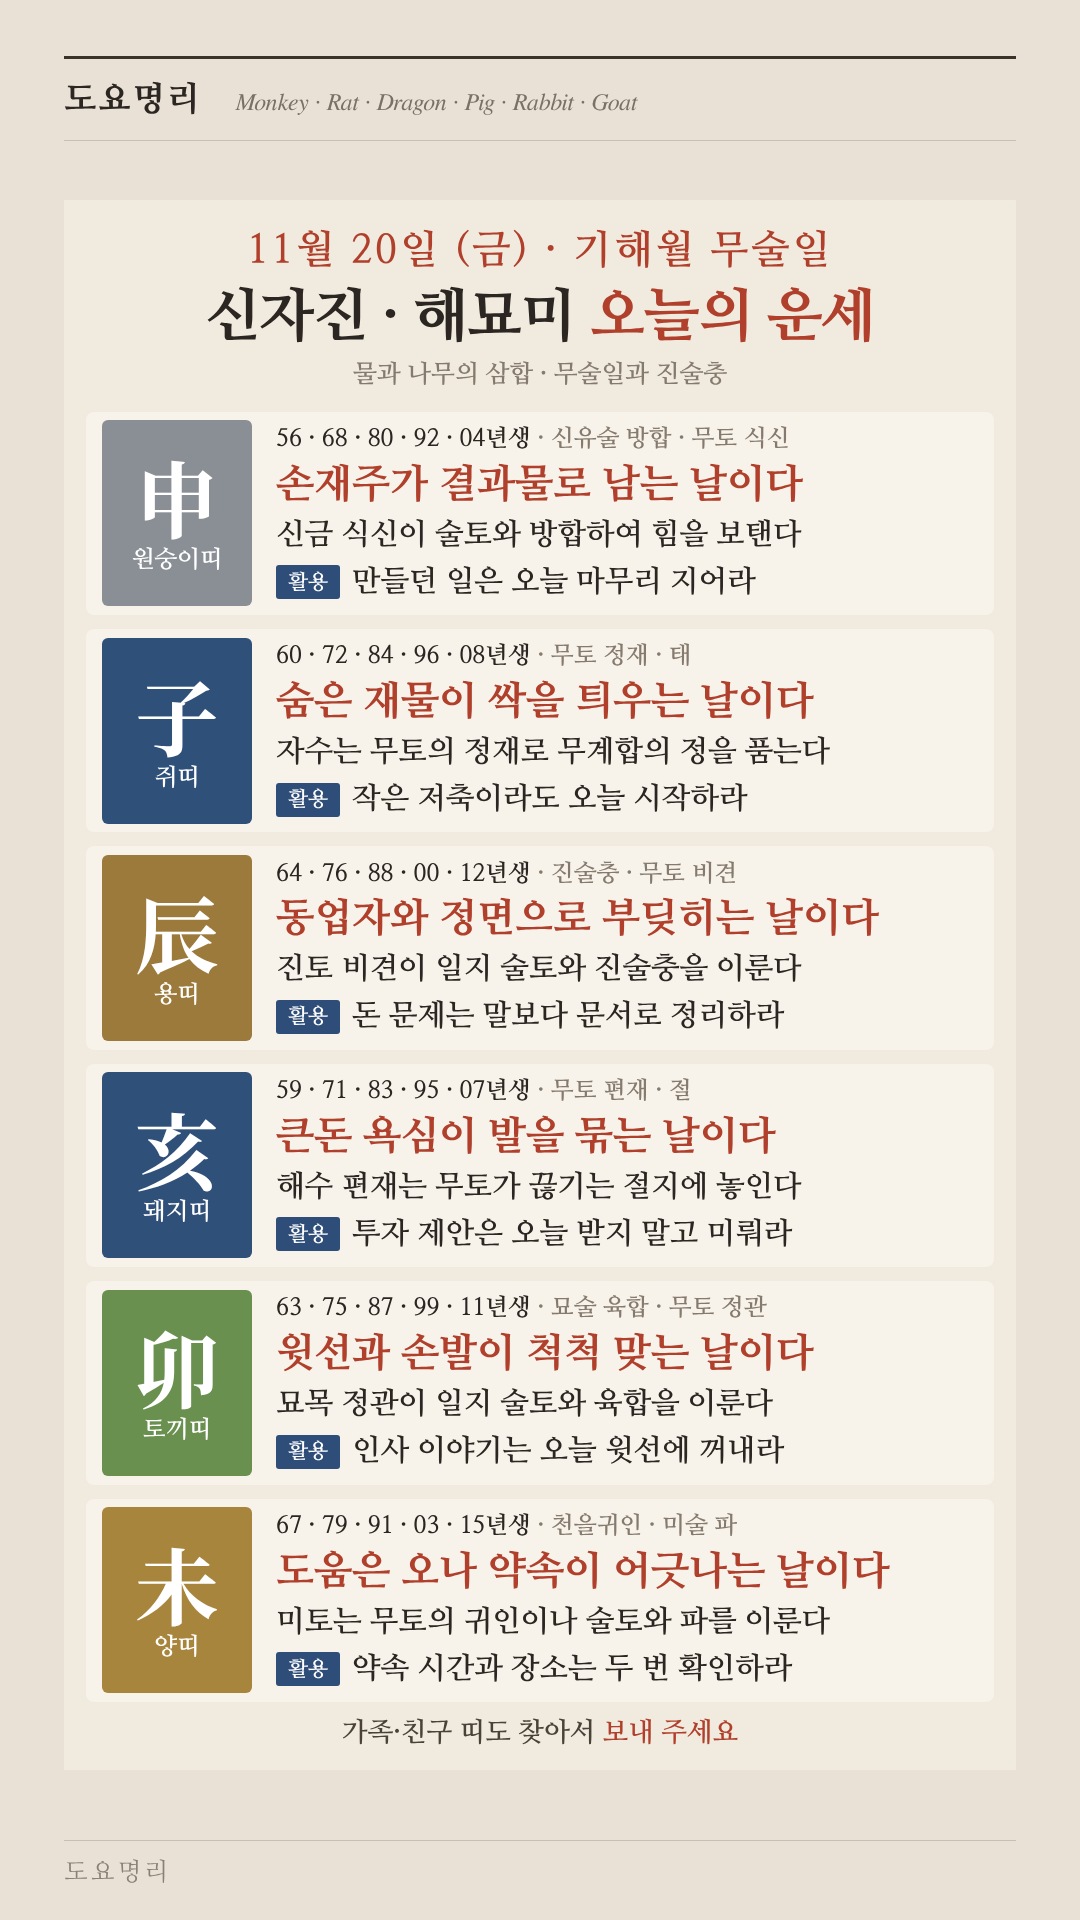 도요명리 Monkey · Rat · Dragon · Pig · Rabbit · Goat
11월 20일 (금) · 기해월 무술일
신자진 · 해묘미 오늘의 운세
물과 나무의 삼합 · 무술일과 진술충
申
원숭이띠
56 · 68 · 80 · 92 · 04년생 · 신유술 방합 · 무토 식신
손재주가 결과물로 남는 날이다
신금 식신이 술토와 방합하여 힘을 보탠다
활용 만들던 일은 오늘 마무리 지어라
子
쥐띠
60 · 72 · 84 · 96 · 08년생 · 무토 정재 · 태
숨은 재물이 싹을 틔우는 날이다
자수는 무토의 정재로 무계합의 정을 품는다
활용 작은 저축이라도 오늘 시작하라
辰
용띠
64 · 76 · 88 · 00 · 12년생 · 진술충 · 무토 비견
동업자와 정면으로 부딪히는 날이다
진토 비견이 일지 술토와 진술충을 이룬다
활용 돈 문제는 말보다 문서로 정리하라
亥
돼지띠
59 · 71 · 83 · 95 · 07년생 · 무토 편재 · 절
큰돈 욕심이 발을 묶는 날이다
해수 편재는 무토가 끊기는 절지에 놓인다
활용 투자 제안은 오늘 받지 말고 미뤄라
卯
토끼띠
63 · 75 · 87 · 99 · 11년생 · 묘술 육합 · 무토 정관
윗선과 손발이 척척 맞는 날이다
묘목 정관이 일지 술토와 육합을 이룬다
활용 인사 이야기는 오늘 윗선에 꺼내라
未
양띠
67 · 79 · 91 · 03 · 15년생 · 천을귀인 · 미술 파
도움은 오나 약속이 어긋나는 날이다
미토는 무토의 귀인이나 술토와 파를 이룬다
활용 약속 시간과 장소는 두 번 확인하라
가족·친구 띠도 찾아서 보내 주세요
도요명리